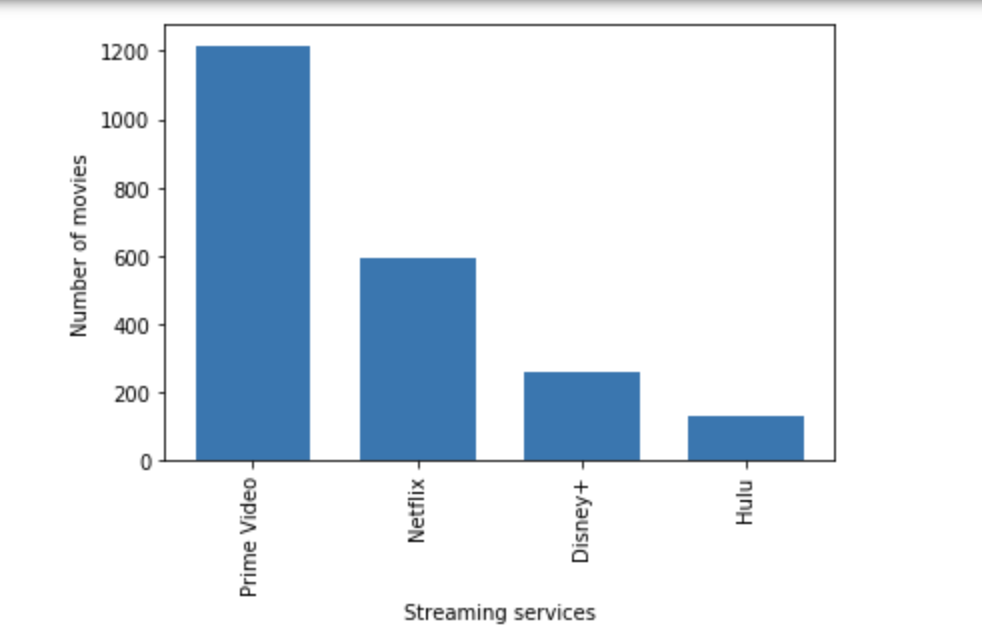 1200
1000
800
600
400
200
0
Number of movies
Prime Video
Netflix
Disney+
Hulu
Streaming services